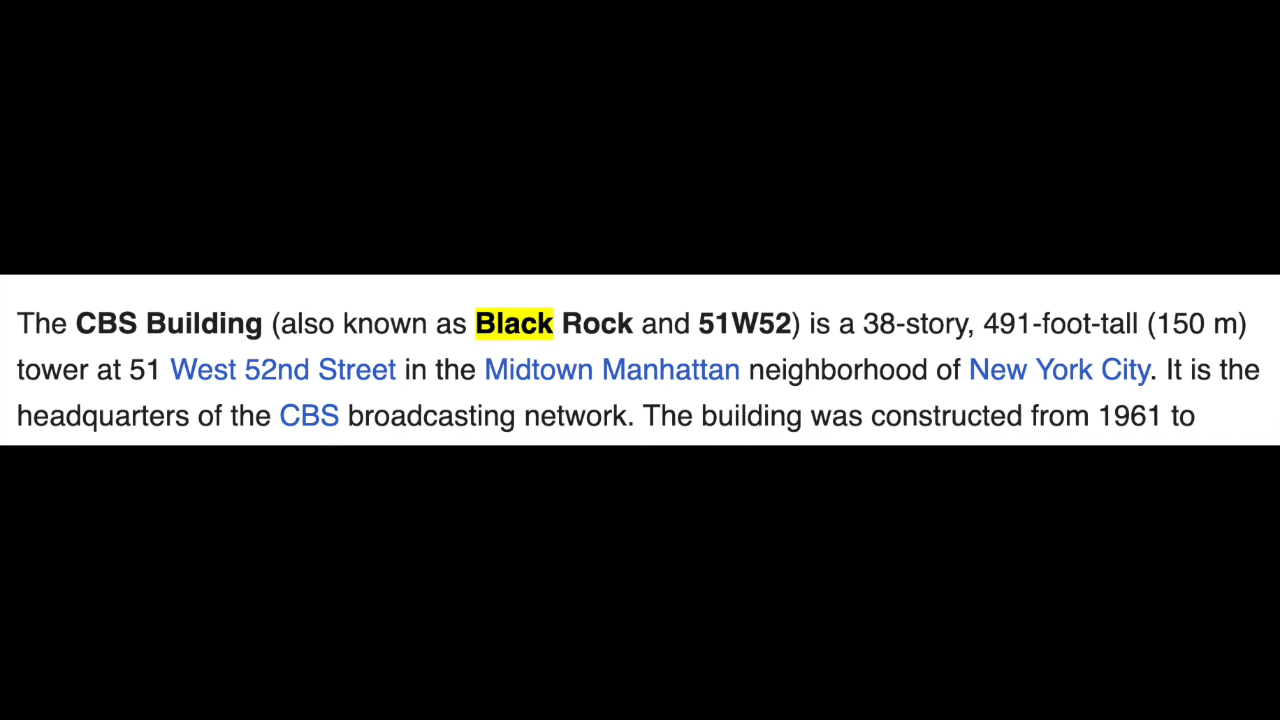 The CBS Building (also known as Black Rock and 51W52) is a 38-story, 491-foot-tall (150 m)
tower at 51 West 52nd Street in the Midtown Manhattan neighborhood of New York City. It is the
headquarters of the CBS broadcasting network. The building was constructed from 1961 to